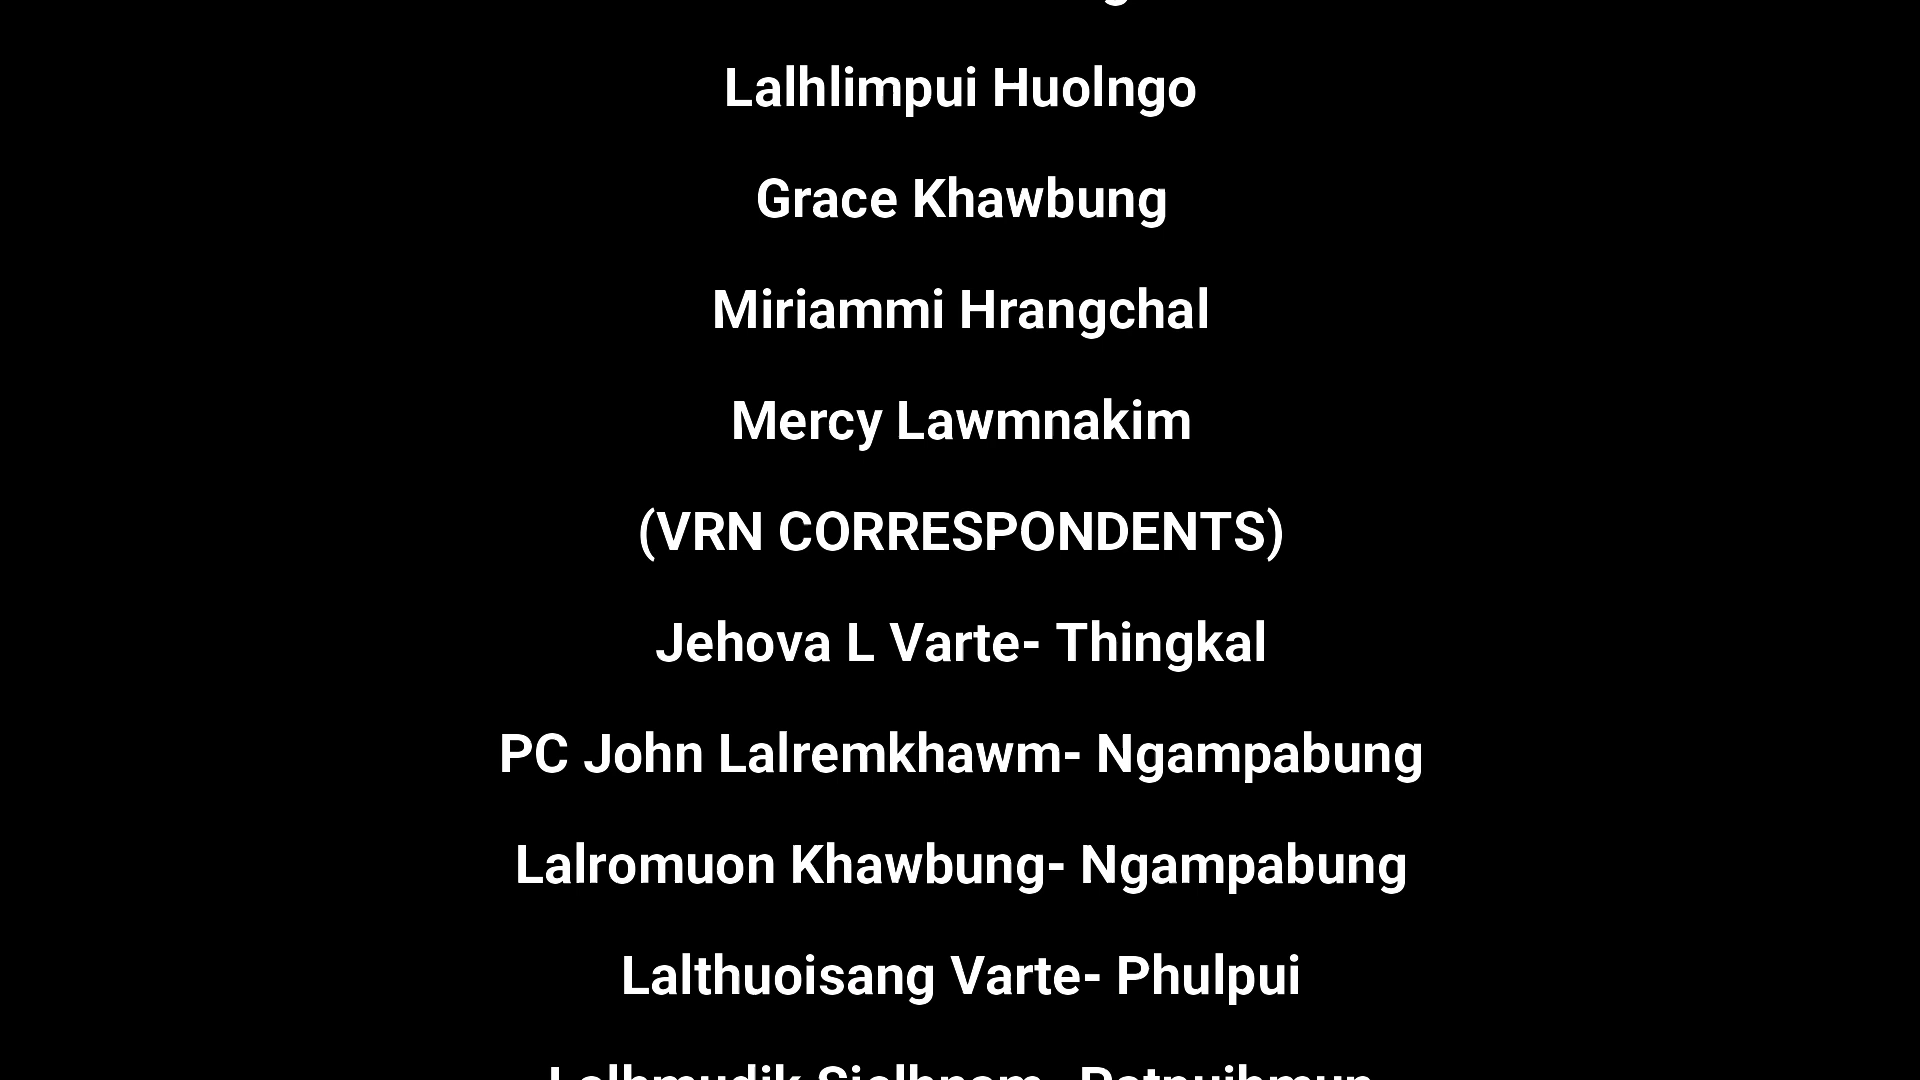 Lalhlimpui Huolngo
Grace Khawbung
Miriammi Hrangchal
Mercy Lawmnakim
(VRN CORRESPONDENTS)
Jehova L Varte- Thingkal
PC John Lalremkhawm- Ngampabung
Lalromuon Khawbung- Ngampabung
Lalthuoisang Varte- Phulpui